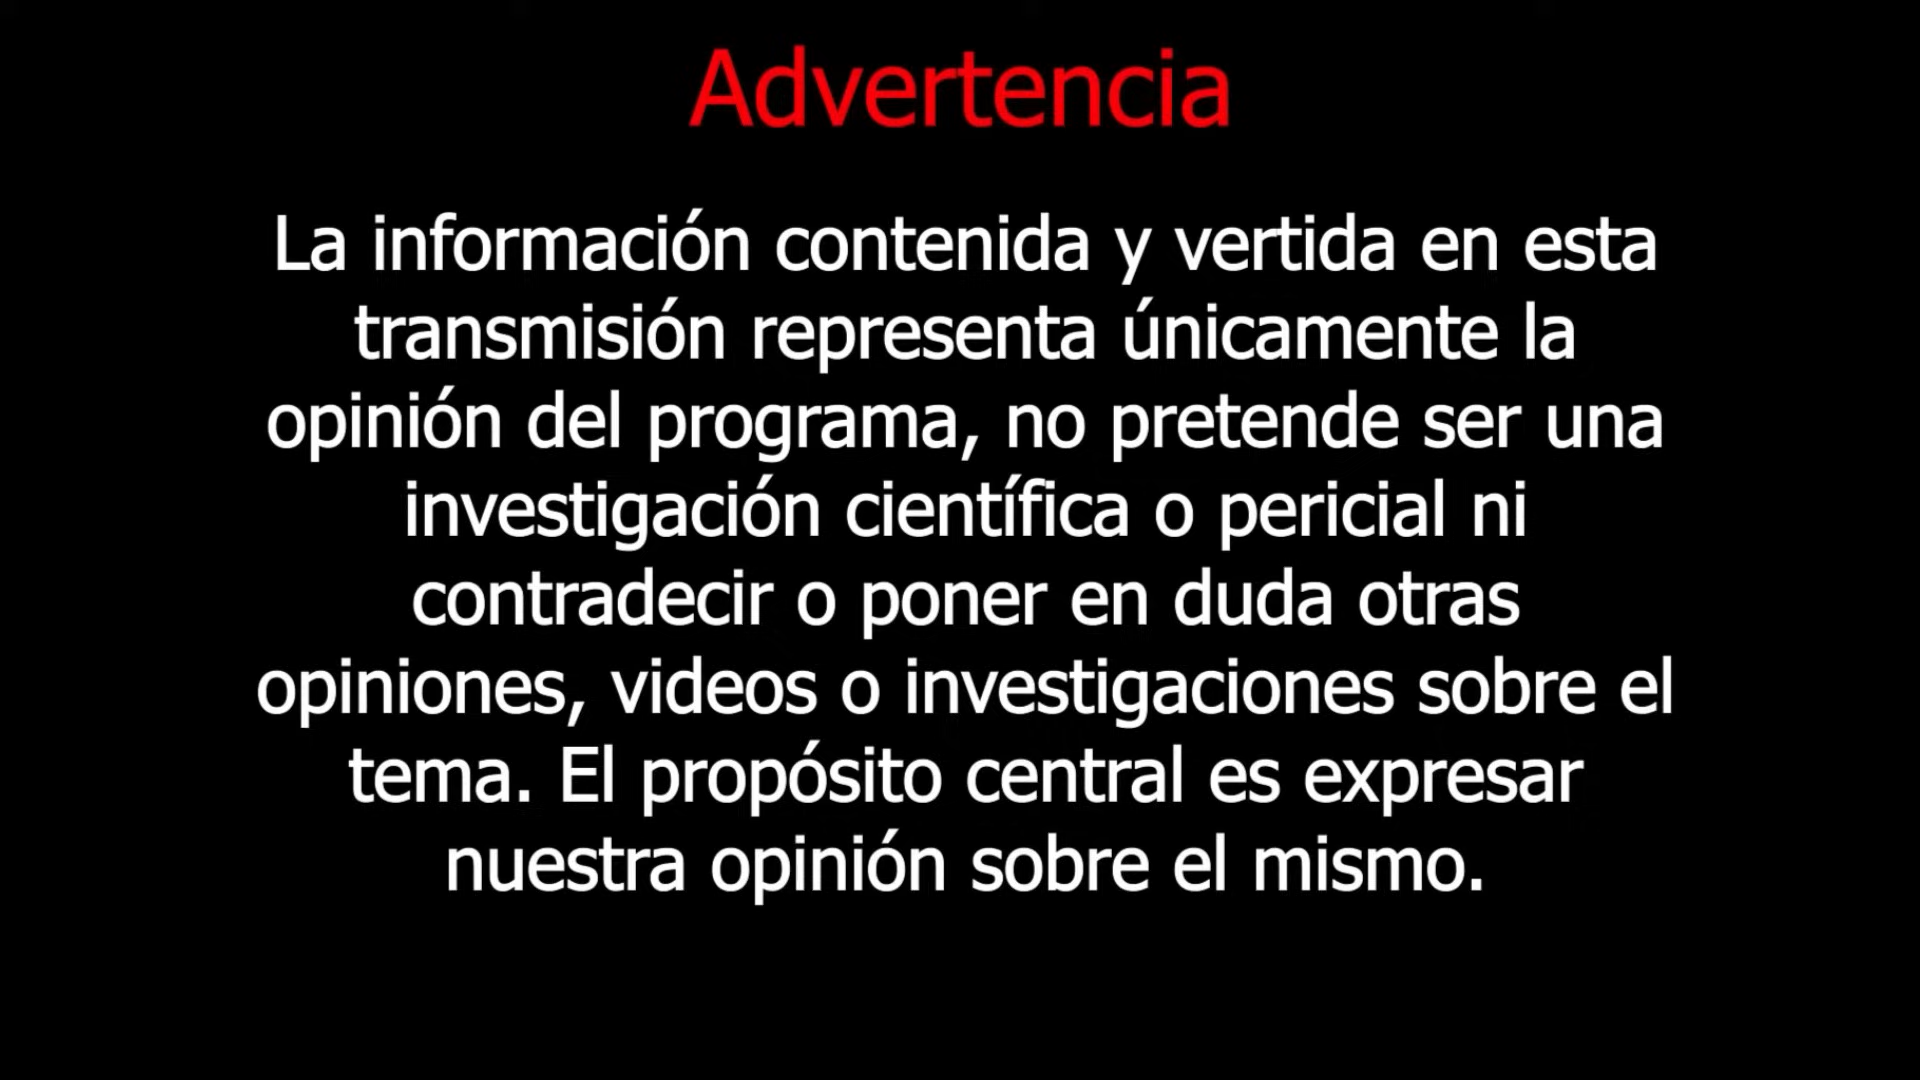 Advertencia
La información contenida y vertida en esta
transmisión representa únicamente la
opinión del programa, no pretende ser una
investigación científica o pericial ni
contradecir o poner en duda otras
opiniones, videos o investigaciones sobre el
tema. El propósito central es expresar
nuestra opinión sobre el mismo.